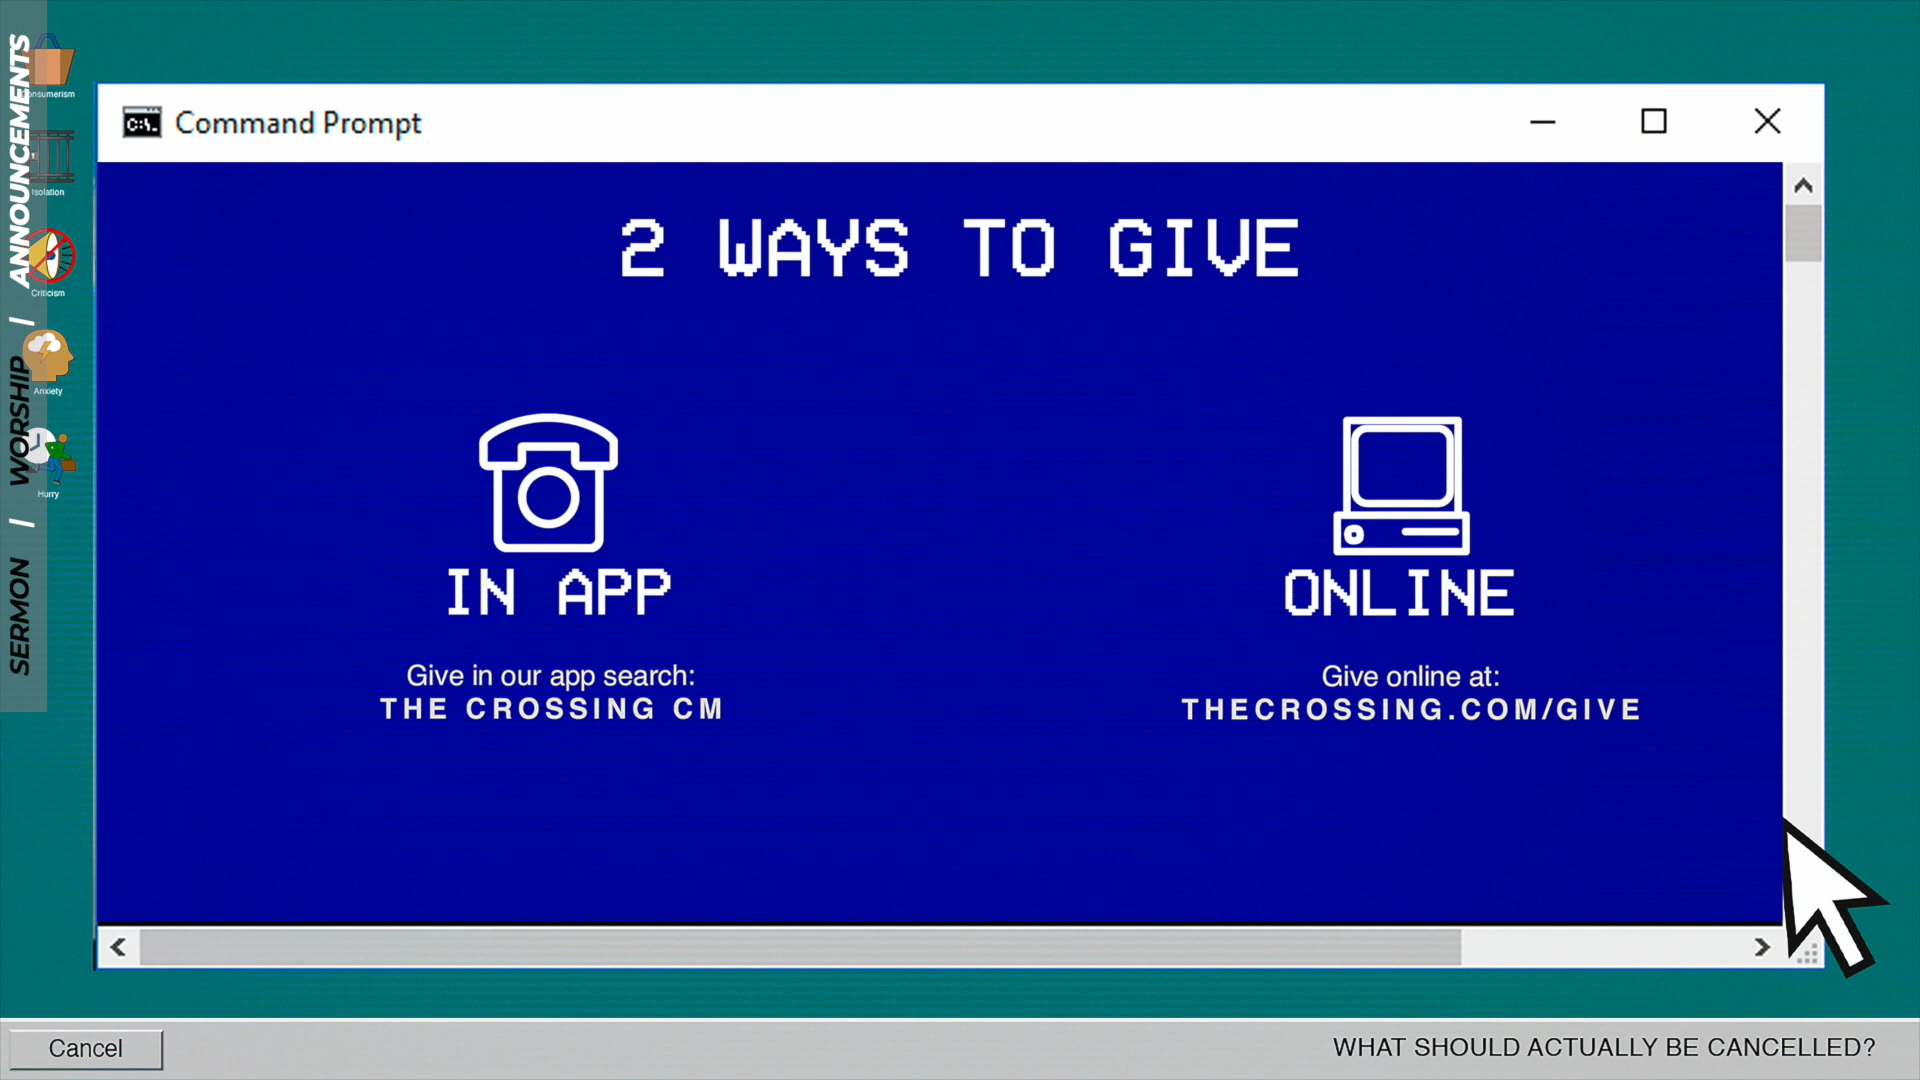 ANNOUNCEMENTS | WORSHIP | SERMON
Consumerism
Isolation
Criticism
Anxiety
Hurry
C:\.
Command Prompt
2 WAYS TO GIVE
IN APP
Give in our app search:
THE CROSSING CM
ONLINE
Give online at:
THECROSSING.COM/GIVE
Cancel
WHAT SHOULD ACTUALLY BE CANCELLED?